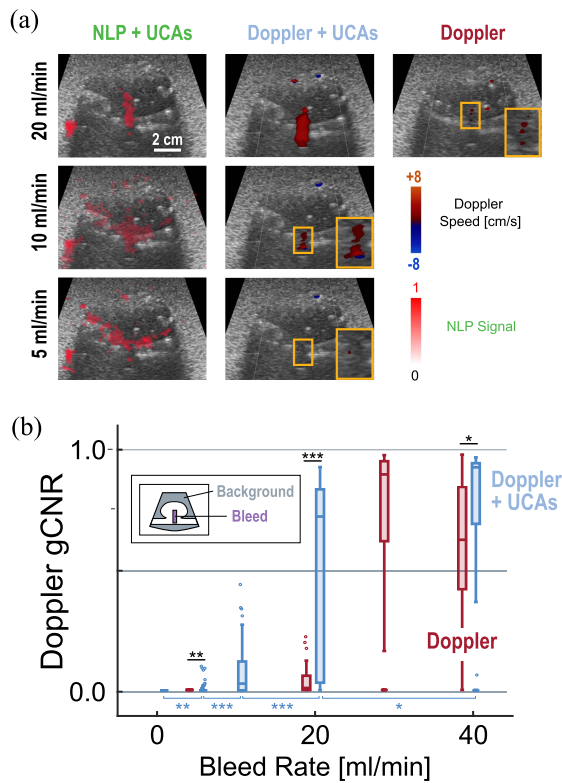 (a)
NLP + UCAs
Doppler + UCAs
Doppler
20 ml/min
2 cm
10 ml/min
+8
Doppler
Speed [cm/s]
-8
5 ml/min
1
NLP Signal
0
(b)
Doppler gCNR
1.0
0.0
Background
Bleed
***
*
Doppler
+ UCAs
**
Doppler
**
***
***
*
0
20
40
Bleed Rate [ml/min]